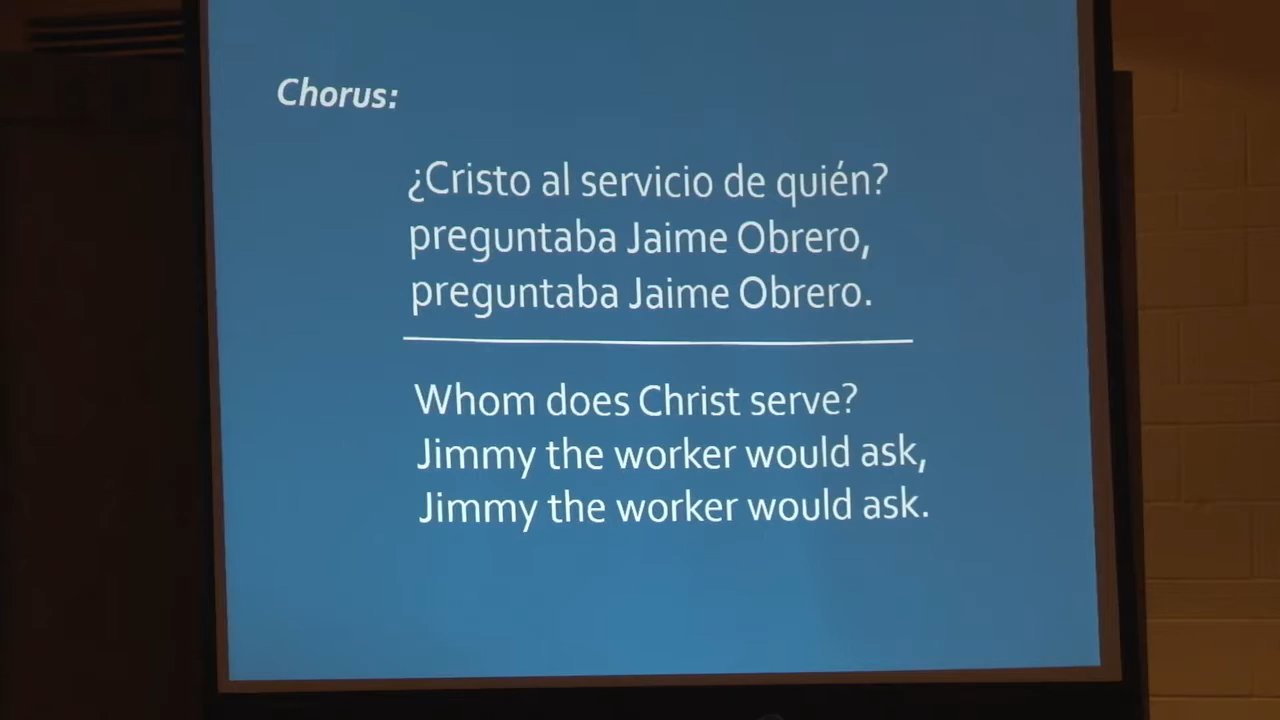 Chorus:
¿Cristo al servicio de quién?
preguntaba Jaime Obrero,
preguntaba Jaime Obrero.
Whom does Christ serve?
Jimmy the worker would ask,
Jimmy the worker would ask.